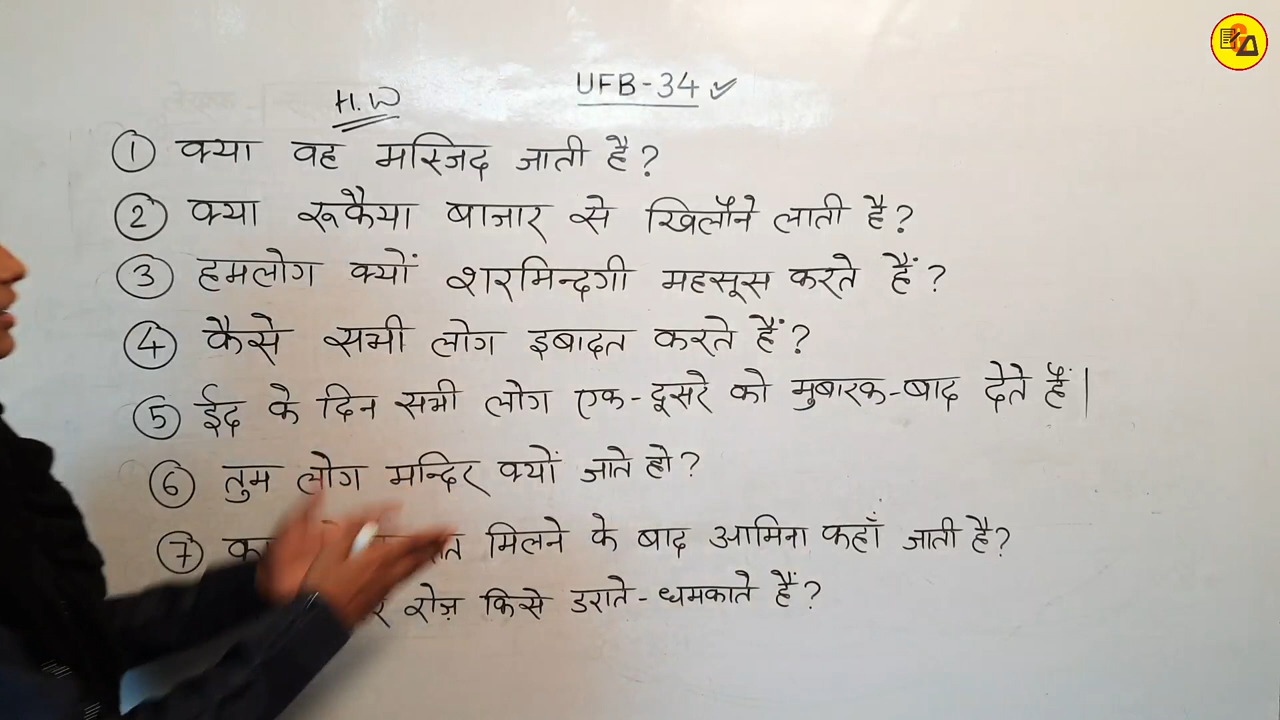 UFB-34
H.W
① क्या वह मस्जिद जाती है?
② क्या रूकैया बाजार से खिलौने लाती है?
③ हमलोग क्यों शरमिन्दगी महसूस करते हैं?
④ कैसे सभी लोग इबादत करते हैं?
⑤ ईद के दिन सभी लोग एक-दूसरे को मुबारक-बाद देते हैं|
⑥ तुम लोग मन्दिर क्यों जाते हो?
⑦ मिलने के बाद आमिना कहाँ जाती है?
रोज़ किसे डराते-धमकाते हैं?